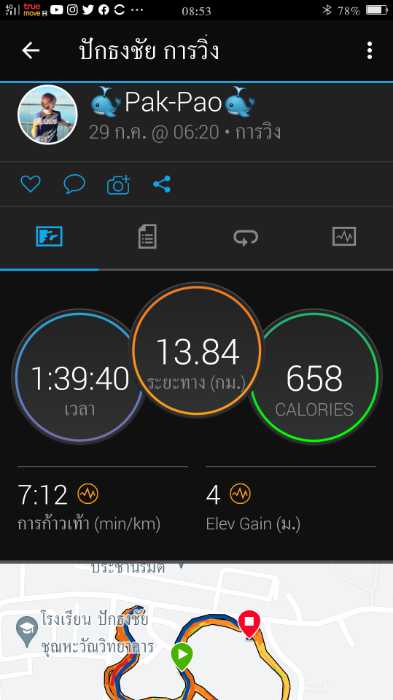 4G true
move H
08:53
78%
ปักธงชัย การวิ่ง
Pak-Pao
29 ก.ค. @ 06:20 • การวิ่ง
13.84
ระยะทาง (กม.)
1:39:40
เวลา
658
CALORIES
7:12
การก้าวเท้า (min/km)
4
Elev Gain (ม.)
ประชานิรมิต
โรงเรียน ปักธงชัย
ชุณหะวัณวิทยาคาร